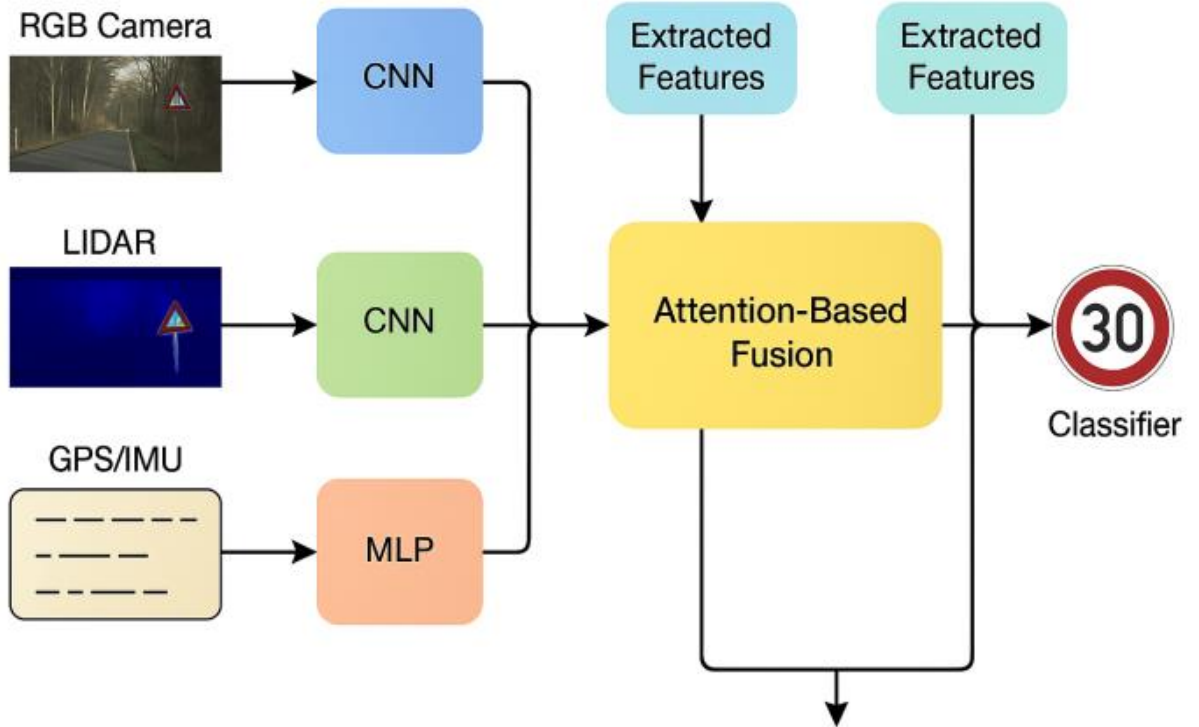 RGB Camera
CNN
Extracted
Features
Extracted
Features
LIDAR
CNN
Attention-Based
Fusion
30
Classifier
GPS/IMU
MLP